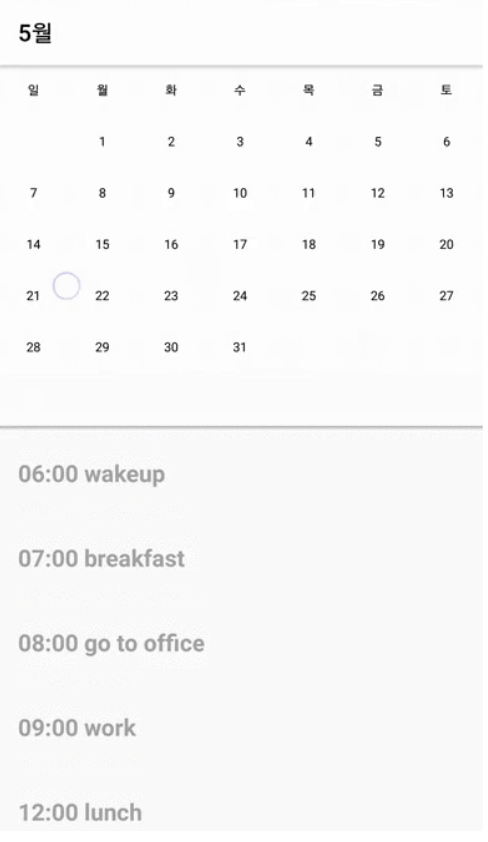 5월
일 월 화 수 목 금 토
1 2 3 4 5 6
7 8 9 10 11 12 13
14 15 16 17 18 19 20
21 22 23 24 25 26 27
28 29 30 31
06:00 wakeup
07:00 breakfast
08:00 go to office
09:00 work
12:00 lunch